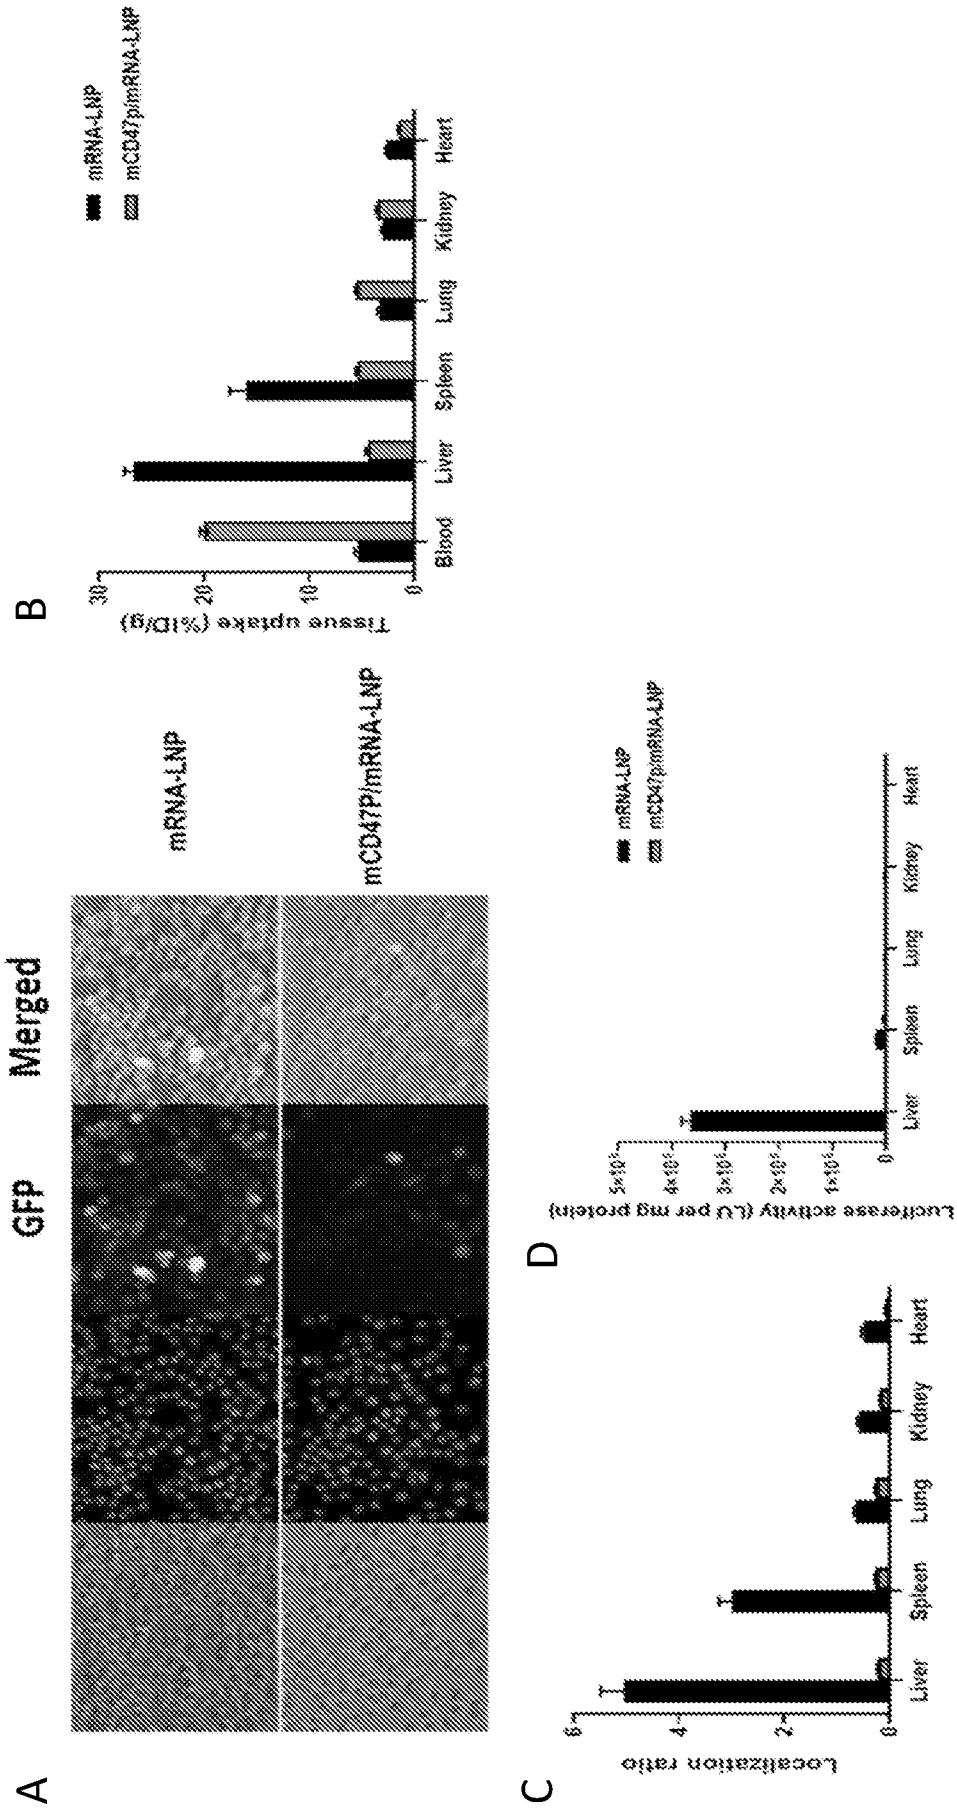 A
GFP
Merged
mRNA-LNP
mCD47P/mRNA-LNP
B
Tissue uptake (%ID/g)
30
20
10
0
Blood
Liver
Spleen
Lung
Kidney
Heart
mRNA-LNP
mCD47p/mRNA-LNP
C
Localization ratio
6
4
2
0
Liver
Spleen
Lung
Kidney
Heart
D
Luciferase activity (LU per mg protein)
0
Liver
Spleen
Lung
Kidney
Heart
mRNA-LNP
mCD47p/mRNA-LNP